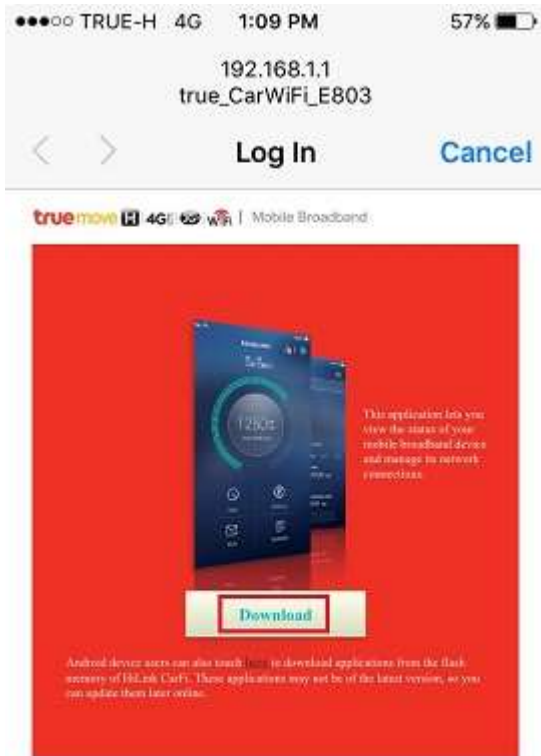 TRUE-H 4G 1:09 PM 57%
192.168.1.1
true_CarWiFi_E803
Log In Cancel
truemove H 4G WiFi | Mobile Broadband
This application lets you
view the status of your
mobile broadband device
and manage its network
connections.
Download
Android device users can also touch here to download applications from the flash
memory of HiLink CarFi. These applications may not be of the latest version, so you
can update them later online.